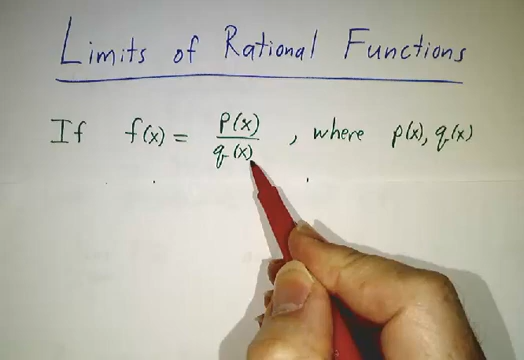 Limits of Rational Functions
If f(x) = p(x)/q(x) , where p(x), q(x)